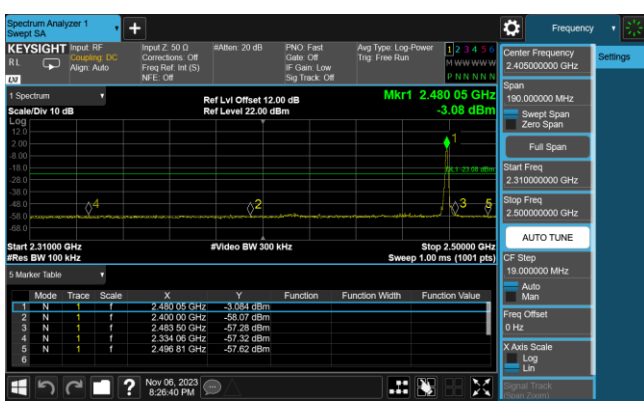 Spectrum Analyzer 1
Swept SA
Frequency
KEYSIGHT Input: RF
RL
Coupling: DC
Align: Auto
Input Z: 50 Ω
Corrections: Off
Freq Ref: Int (S)
NFE: Off
#Atten: 20 dB
PNO: Fast
Gate: Off
IF Gain: Low
Sig Track: Off
Avg Type: Log-Power
Trig: Free Run
1 2 3 4 5 6
M W W W W W
P N N N N N
LXI
1 Spectrum
Scale/Div 10 dB
Ref Lvl Offset 12.00 dB
Ref Level 22.00 dBm
Mkr1 2.480 05 GHz
-3.08 dBm
Log
12.0
2.00
-8.00
-18.0
-28.0
-38.0
-48.0
-58.0
-68.0
1
DL1 -23.08 dBm
4
2
3
5
Start 2.31000 GHz
#Res BW 100 kHz
#Video BW 300 kHz
Stop 2.50000 GHz
Sweep 1.00 ms (1001 pts)
5 Marker Table
Mode Trace Scale X Y Function Function Width Function Value
1 N 1 f 2.480 05 GHz -3.084 dBm
2 N 1 f 2.400 00 GHz -58.07 dBm
3 N 1 f 2.483 50 GHz -57.28 dBm
4 N 1 f 2.334 06 GHz -57.32 dBm
5 N 1 f 2.496 81 GHz -57.62 dBm
6
?
Nov 06, 2023
8:26:40 PM
Center Frequency
2.405000000 GHz
Settings
Span
190.000000 MHz
Swept Span
Zero Span
Full Span
Start Freq
2.310000000 GHz
Stop Freq
2.500000000 GHz
AUTO TUNE
CF Step
19.000000 MHz
Auto
Man
Freq Offset
0 Hz
X Axis Scale
Log
Lin
Signal Track
(Span Zoom)